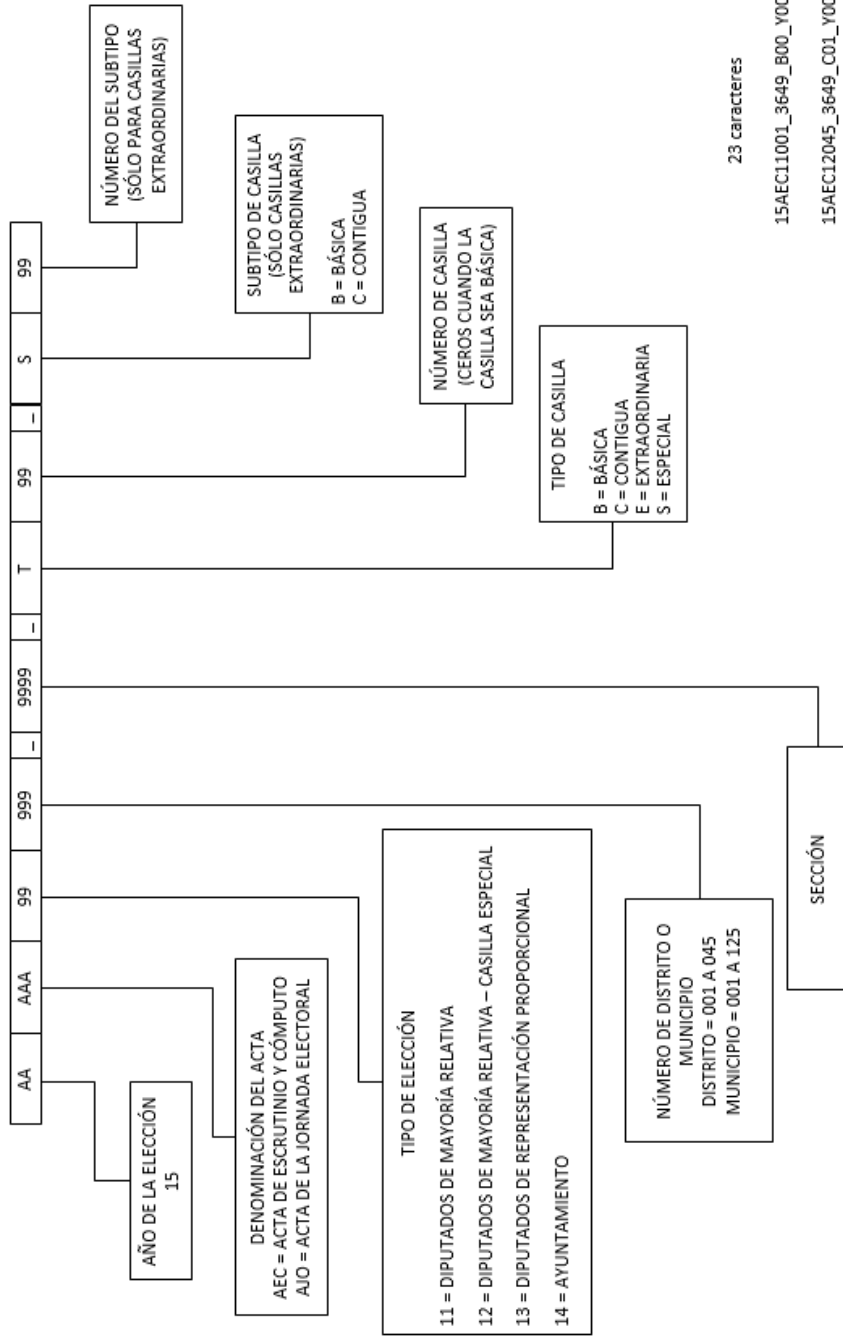 AA AAA 99 999 _ 9999 _ T 99 _ S 99
AÑO DE LA ELECCIÓN
15
DENOMINACIÓN DEL ACTA
AEC = ACTA DE ESCRUTINIO Y CÓMPUTO
AJO = ACTA DE LA JORNADA ELECTORAL
TIPO DE ELECCIÓN
11 = DIPUTADOS DE MAYORÍA RELATIVA
12 = DIPUTADOS DE MAYORÍA RELATIVA – CASILLA ESPECIAL
13 = DIPUTADOS DE REPRESENTACIÓN PROPORCIONAL
14 = AYUNTAMIENTO
NÚMERO DE DISTRITO O
MUNICIPIO
DISTRITO = 001 A 045
MUNICIPIO = 001 A 125
SECCIÓN
TIPO DE CASILLA
B = BÁSICA
C = CONTIGUA
E = EXTRAORDINARIA
S = ESPECIAL
NÚMERO DE CASILLA
(CEROS CUANDO LA
CASILLA SEA BÁSICA)
SUBTIPO DE CASILLA
(SÓLO CASILLAS
EXTRAORDINARIAS)
B = BÁSICA
C = CONTIGUA
NÚMERO DEL SUBTIPO
(SÓLO PARA CASILLAS
EXTRAORDINARIAS)
23 caracteres
15AEC11001_3649_B00_Y00
15AEC12045_3649_C01_Y00